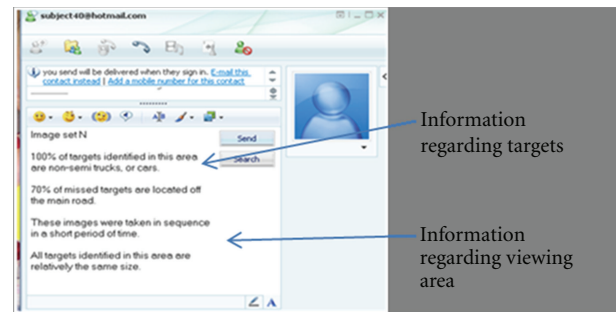 subject40@hotmail.com
you send will be delivered when they sign in. E-mail this
contact instead | Add a mobile number for this contact
Image set N
Send
100% of targets identified in this area
are non-semi trucks, or cars.
Search
70% of missed targets are located off
the main road.
These images were taken in sequence
in a short period of time.
All targets identified in this area are
relatively the same size.
A
Information
regarding targets
Information
regarding viewing
area